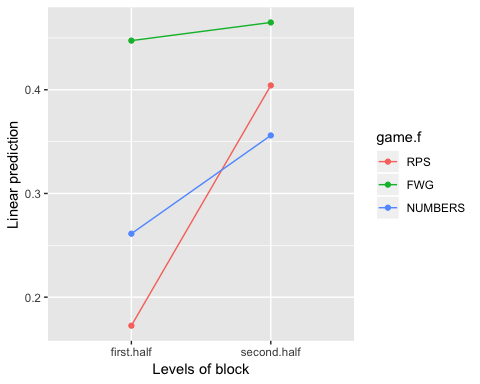 Linear prediction
0.4
0.3
0.2
first.half
second.half
Levels of block
game.f
RPS
FWG
NUMBERS